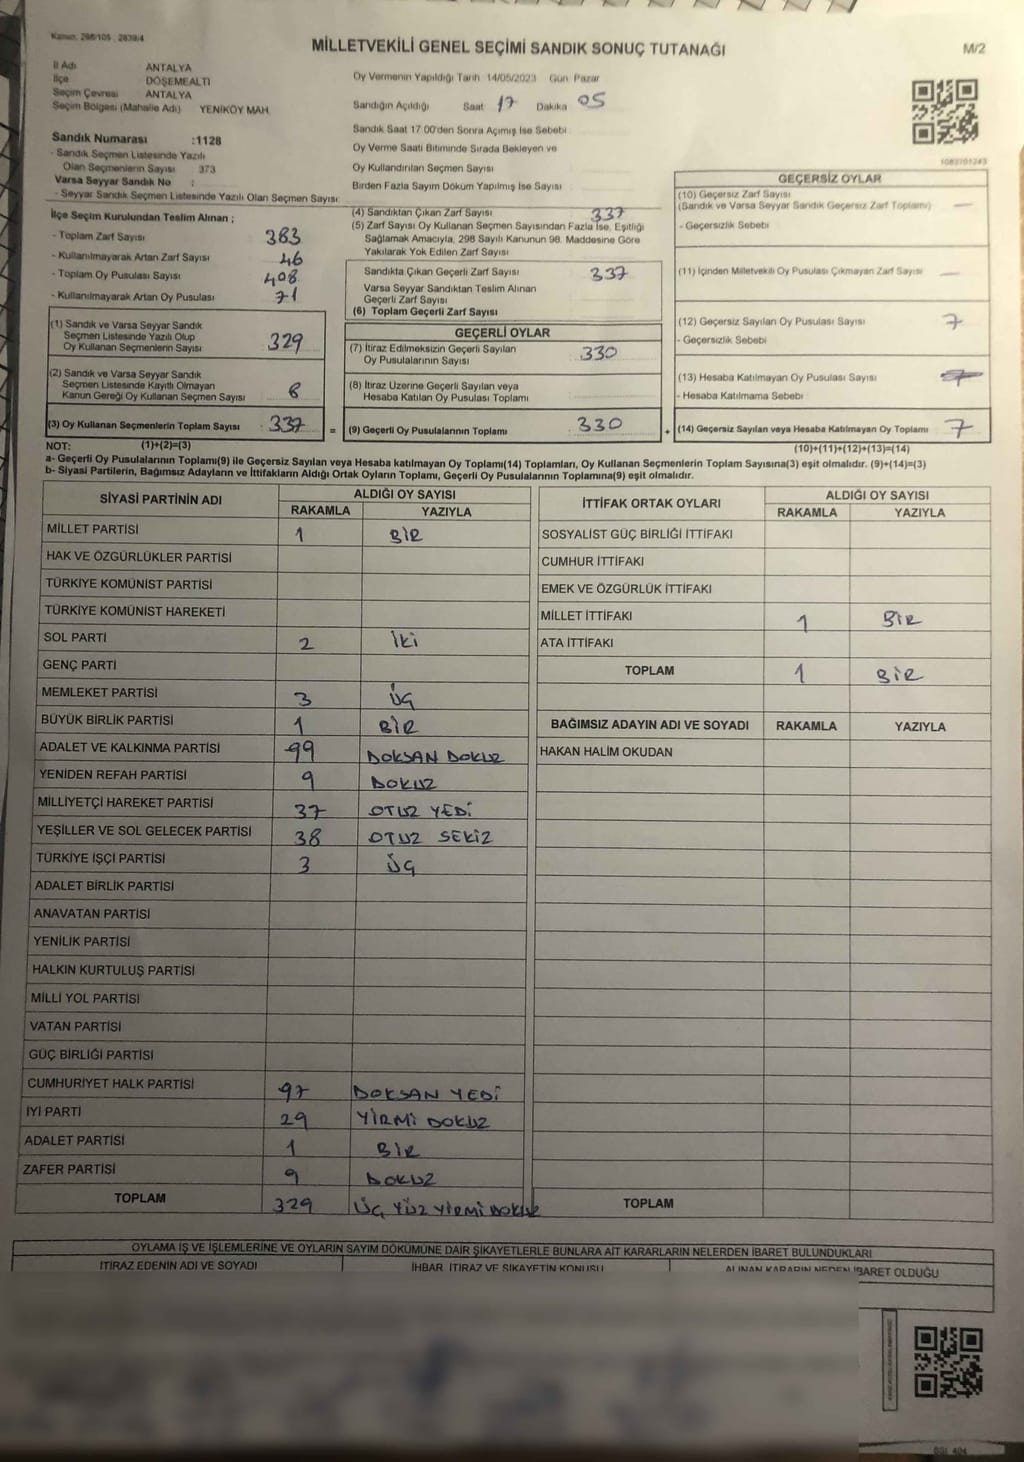 Kanun. 298/105 , 2839/4
MİLLETVEKİLİ GENEL SEÇİMİ SANDIK SONUÇ TUTANAĞI
M/2
İl Adı ANTALYA
İlçe DÖŞEMEALTI
Seçim Çevresi ANTALYA
Seçim Bölgesi (Mahalle Adı) YENİKÖY MAH.
Sandık Numarası :1128
- Sandık Seçmen Listesinde Yazılı
Olan Seçmenlerin Sayısı 373
Varsa Seyyar Sandık No :
- Seyyar Sandık Seçmen Listesinde Yazılı Olan Seçmen Sayısı:
Oy Vermenin Yapıldığı Tarih 14/05/2023 Gün Pazar
Sandığın Açıldığı Saat 17 Dakika 05
Sandık Saat 17:00'den Sonra Açımış İse Sebebi
Oy Verme Saati Bitiminde Sırada Bekleyen ve
Oy Kullandırılan Seçmen Sayısı
Birden Fazla Sayım Döküm Yapılmış İse Sayısı
1083701243
İlçe Seçim Kurulundan Teslim Alınan ;
- Toplam Zarf Sayısı 383
- Kullanılmayarak Artan Zarf Sayısı 46
- Toplam Oy Pusulası Sayısı 408
- Kullanılmayarak Artan Oy Pusulası 71
(1) Sandık ve Varsa Seyyar Sandık
Seçmen Listesinde Yazılı Olup
Oy Kullanan Seçmenlerin Sayısı 329
(2) Sandık ve Varsa Seyyar Sandık
Seçmen Listesinde Kayıtlı Olmayan
Kanun Gereği Oy Kullanan Seçmen Sayısı 8
(3) Oy Kullanan Seçmenlerin Toplam Sayısı 337 =
(4) Sandıktan Çıkan Zarf Sayısı 337
(5) Zarf Sayısı Oy Kullanan Seçmen Sayısından Fazla İse, Eşitliği
Sağlamak Amacıyla, 298 Sayılı Kanunun 98. Maddesine Göre
Yakılarak Yok Edilen Zarf Sayısı
Sandıkta Çıkan Geçerli Zarf Sayısı 337
Varsa Seyyar Sandıktan Teslim Alınan
Geçerli Zarf Sayısı
(6) Toplam Geçerli Zarf Sayısı
GEÇERLİ OYLAR
(7) İtiraz Edilmeksizin Geçerli Sayılan
Oy Pusulalarının Sayısı 330
(8) İtiraz Üzerine Geçerli Sayılan veya
Hesaba Katılan Oy Pusulası Toplamı
(9) Geçerli Oy Pusulalarının Toplamı 330 +
GEÇERSİZ OYLAR
(10) Geçersiz Zarf Sayısı
(Sandık ve Varsa Seyyar Sandık Geçersiz Zarf Toplamı) —
- Geçersizlik Sebebi
(11) İçinden Milletvekili Oy Pusulası Çıkmayan Zarf Sayısı —
(12) Geçersiz Sayılan Oy Pusulası Sayısı 7
- Geçersizlik Sebebi
(13) Hesaba Katılmayan Oy Pusulası Sayısı
- Hesaba Katılmama Sebebi
(14) Geçersiz Sayılan veya Hesaba Katılmayan Oy Toplamı 7
NOT: (1)+(2)=(3) (10)+(11)+(12)+(13)=(14)
a- Geçerli Oy Pusulalarının Toplamı(9) ile Geçersiz Sayılan veya Hesaba katılmayan Oy Toplamı(14) Toplamları, Oy Kullanan Seçmenlerin Toplam Sayısına(3) eşit olmalıdır. (9)+(14)=(3)
b- Siyasi Partilerin, Bağımsız Adayların ve İttifakların Aldığı Ortak Oyların Toplamı, Geçerli Oy Pusulalarının Toplamına(9) eşit olmalıdır.
SİYASİ PARTİNİN ADI ALDIĞI OY SAYISI
RAKAMLA YAZIYLA
MİLLET PARTİSİ 1 BİR
HAK VE ÖZGÜRLÜKLER PARTİSİ
TÜRKİYE KOMÜNİST PARTİSİ
TÜRKİYE KOMÜNİST HAREKETİ
SOL PARTİ 2 İKİ
GENÇ PARTİ
MEMLEKET PARTİSİ 3 ÜÇ
BÜYÜK BİRLİK PARTİSİ 1 BİR
ADALET VE KALKINMA PARTİSİ 99 DOKSAN DOKUZ
YENİDEN REFAH PARTİSİ 9 DOKUZ
MİLLİYETÇİ HAREKET PARTİSİ 37 OTUZ YEDİ
YEŞİLLER VE SOL GELECEK PARTİSİ 38 OTUZ SEKİZ
TÜRKİYE İŞÇİ PARTİSİ 3 ÜÇ
ADALET BİRLİK PARTİSİ
ANAVATAN PARTİSİ
YENİLİK PARTİSİ
HALKIN KURTULUŞ PARTİSİ
MİLLİ YOL PARTİSİ
VATAN PARTİSİ
GÜÇ BİRLİĞİ PARTİSİ
CUMHURİYET HALK PARTİSİ 97 DOKSAN YEDİ
İYİ PARTİ 29 YİRMİ DOKUZ
ADALET PARTİSİ 1 BİR
ZAFER PARTİSİ 9 DOKUZ
TOPLAM 329 ÜÇ YÜZ YİRMİ DOKUZ
İTTİFAK ORTAK OYLARI ALDIĞI OY SAYISI
RAKAMLA YAZIYLA
SOSYALİST GÜÇ BİRLİĞİ İTTİFAKI
CUMHUR İTTİFAKI
EMEK VE ÖZGÜRLÜK İTTİFAKI
MİLLET İTTİFAKI 1 BİR
ATA İTTİFAKI
TOPLAM 1 BİR
BAĞIMSIZ ADAYIN ADI VE SOYADI RAKAMLA YAZIYLA
HAKAN HALİM OKUDAN
TOPLAM
OYLAMA İŞ VE İŞLEMLERİNE VE OYLARIN SAYIM DÖKÜMÜNE DAİR ŞİKAYETLERLE BUNLARA AİT KARARLARIN NELERDEN İBARET BULUNDUKLARI
İTİRAZ EDENİN ADI VE SOYADI İHBAR, İTİRAZ VE ŞİKAYETİN KONUSU ALINAN KARARIN NEDEN İBARET OLDUĞU